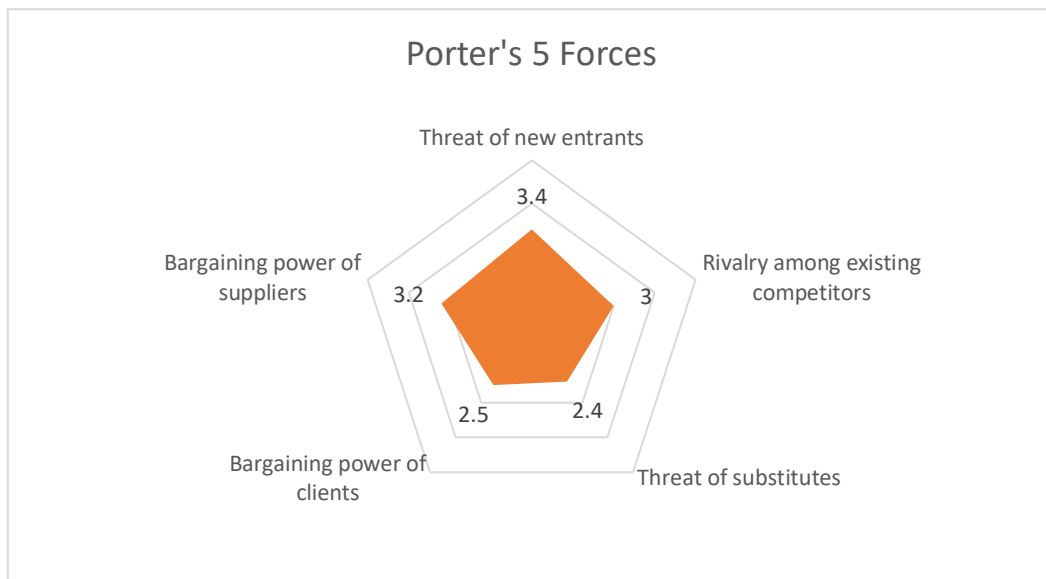 Porter's 5 Forces
Threat of new entrants
3.4
Bargaining power of
suppliers
3.2
Rivalry among existing
competitors
3
2.5
2.4
Bargaining power of
clients
Threat of substitutes